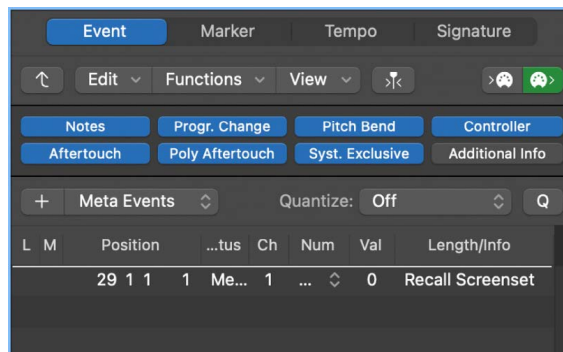 Event Marker Tempo Signature
Edit Functions View
Notes Progr. Change Pitch Bend Controller
Aftertouch Poly Aftertouch Syst. Exclusive Additional Info
+ Meta Events Quantize: Off Q
L M Position ...tus Ch Num Val Length/Info
29 1 1 1 Me... 1 ... 0 Recall Screenset